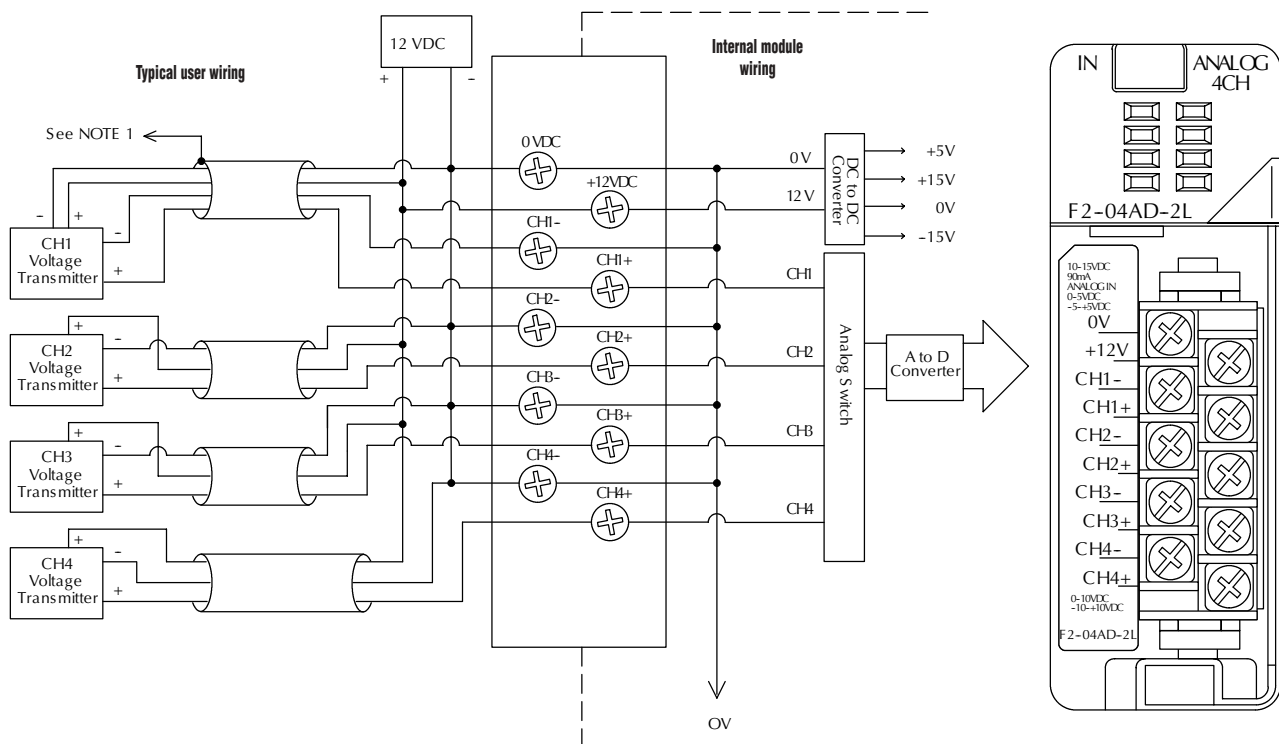 12 VDC
+
-
Typical user wiring
Internal module
wiring
See NOTE 1
0 VDC
+12VDC
CH1-
CH1+
CH2-
CH2+
CH3-
CH3+
CH4-
CH4+
-
+
-
+
CH1
Voltage
Transmitter
+
-
+
CH2
Voltage
Transmitter
+
-
+
CH3
Voltage
Transmitter
+
-
+
CH4
Voltage
Transmitter
0V
12V
CH1
CH2
CH3
CH4
DC to DC
Converter
+5V
+15V
0V
-15V
Analog Switch
A to D
Converter
OV
IN
ANALOG
4CH
F2--04AD--2L
10-15VDC
90mA
ANALOG IN
0-5VDC
-5-+5VDC
0V
+12V
CH1-
CH1+
CH2-
CH2+
CH3-
CH3+
CH4-
CH4+
0-10VDC
-10-+10VDC
F2--04AD--2L